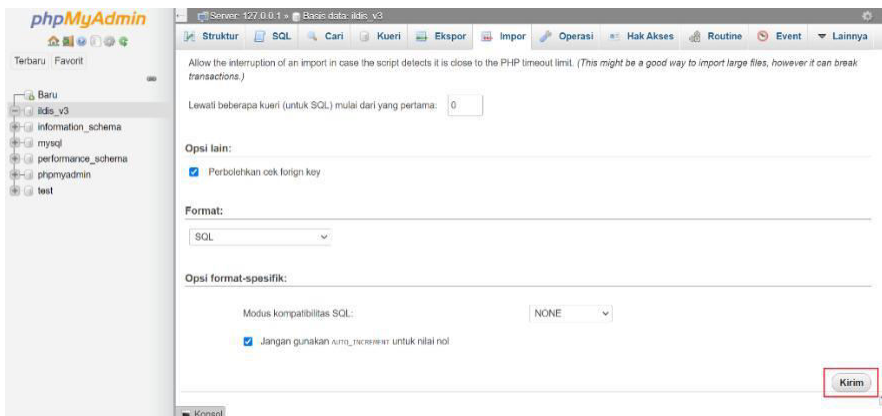 phpMyAdmin
Terbaru Favorit
Baru
ildis_v3
information_schema
mysql
performance_schema
phpmyadmin
test
Server: 127.0.0.1 » Basis data: ildis_v3
Struktur SQL Cari Kueri Ekspor Impor Operasi Hak Akses Routine Event Lainnya
Allow the interruption of an import in case the script detects it is close to the PHP timeout limit. (This might be a good way to import large files, however it can break
transactions.)
Lewati beberapa kueri (untuk SQL) mulai dari yang pertama: 0
Opsi lain:
Perbolehkan cek forign key
Format:
SQL
Opsi format-spesifik:
Modus kompatibilitas SQL: NONE
Jangan gunakan AUTO_INCREMENT untuk nilai nol
Kirim
Konsol